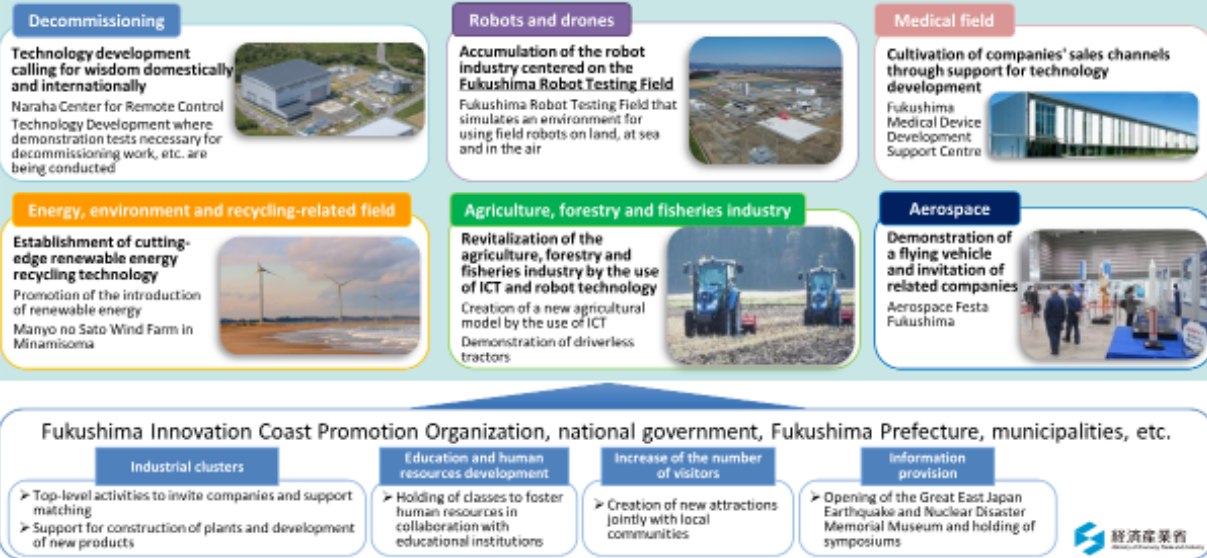 Decommissioning
Technology development
calling for wisdom domestically
and internationally
Naraha Center for Remote Control
Technology Development where
demonstration tests necessary for
decommissioning work, etc. are
being conducted
Robots and drones
Accumulation of the robot
industry centered on the
Fukushima Robot Testing Field
Fukushima Robot Testing Field that
simulates an environment for
using field robots on land, at sea
and in the air
Medical field
Cultivation of companies' sales channels
through support for technology
development
Fukushima
Medical Device
Development
Support Centre
Energy, environment and recycling-related field
Establishment of cutting-
edge renewable energy
recycling technology
Promotion of the introduction
of renewable energy
Manyo no Sato Wind Farm in
Minamisoma
Agriculture, forestry and fisheries industry
Revitalization of the
agriculture, forestry and
fisheries industry by the use
of ICT and robot technology
Creation of a new agricultural
model by the use of ICT
Demonstration of driverless
tractors
Aerospace
Demonstration of
a flying vehicle
and invitation of
related companies
Aerospace Festa
Fukushima
Fukushima Innovation Coast Promotion Organization, national government, Fukushima Prefecture, municipalities, etc.
Industrial clusters
➢ Top-level activities to invite companies and support
matching
➢ Support for construction of plants and development
of new products
Education and human
resources development
➢ Holding of classes to foster
human resources in
collaboration with
educational institutions
Increase of the number
of visitors
➢ Creation of new attractions
jointly with local
communities
Information
provision
➢ Opening of the Great East Japan
Earthquake and Nuclear Disaster
Memorial Museum and holding of
symposiums
経済産業省
Ministry of Economy, Trade and Industry